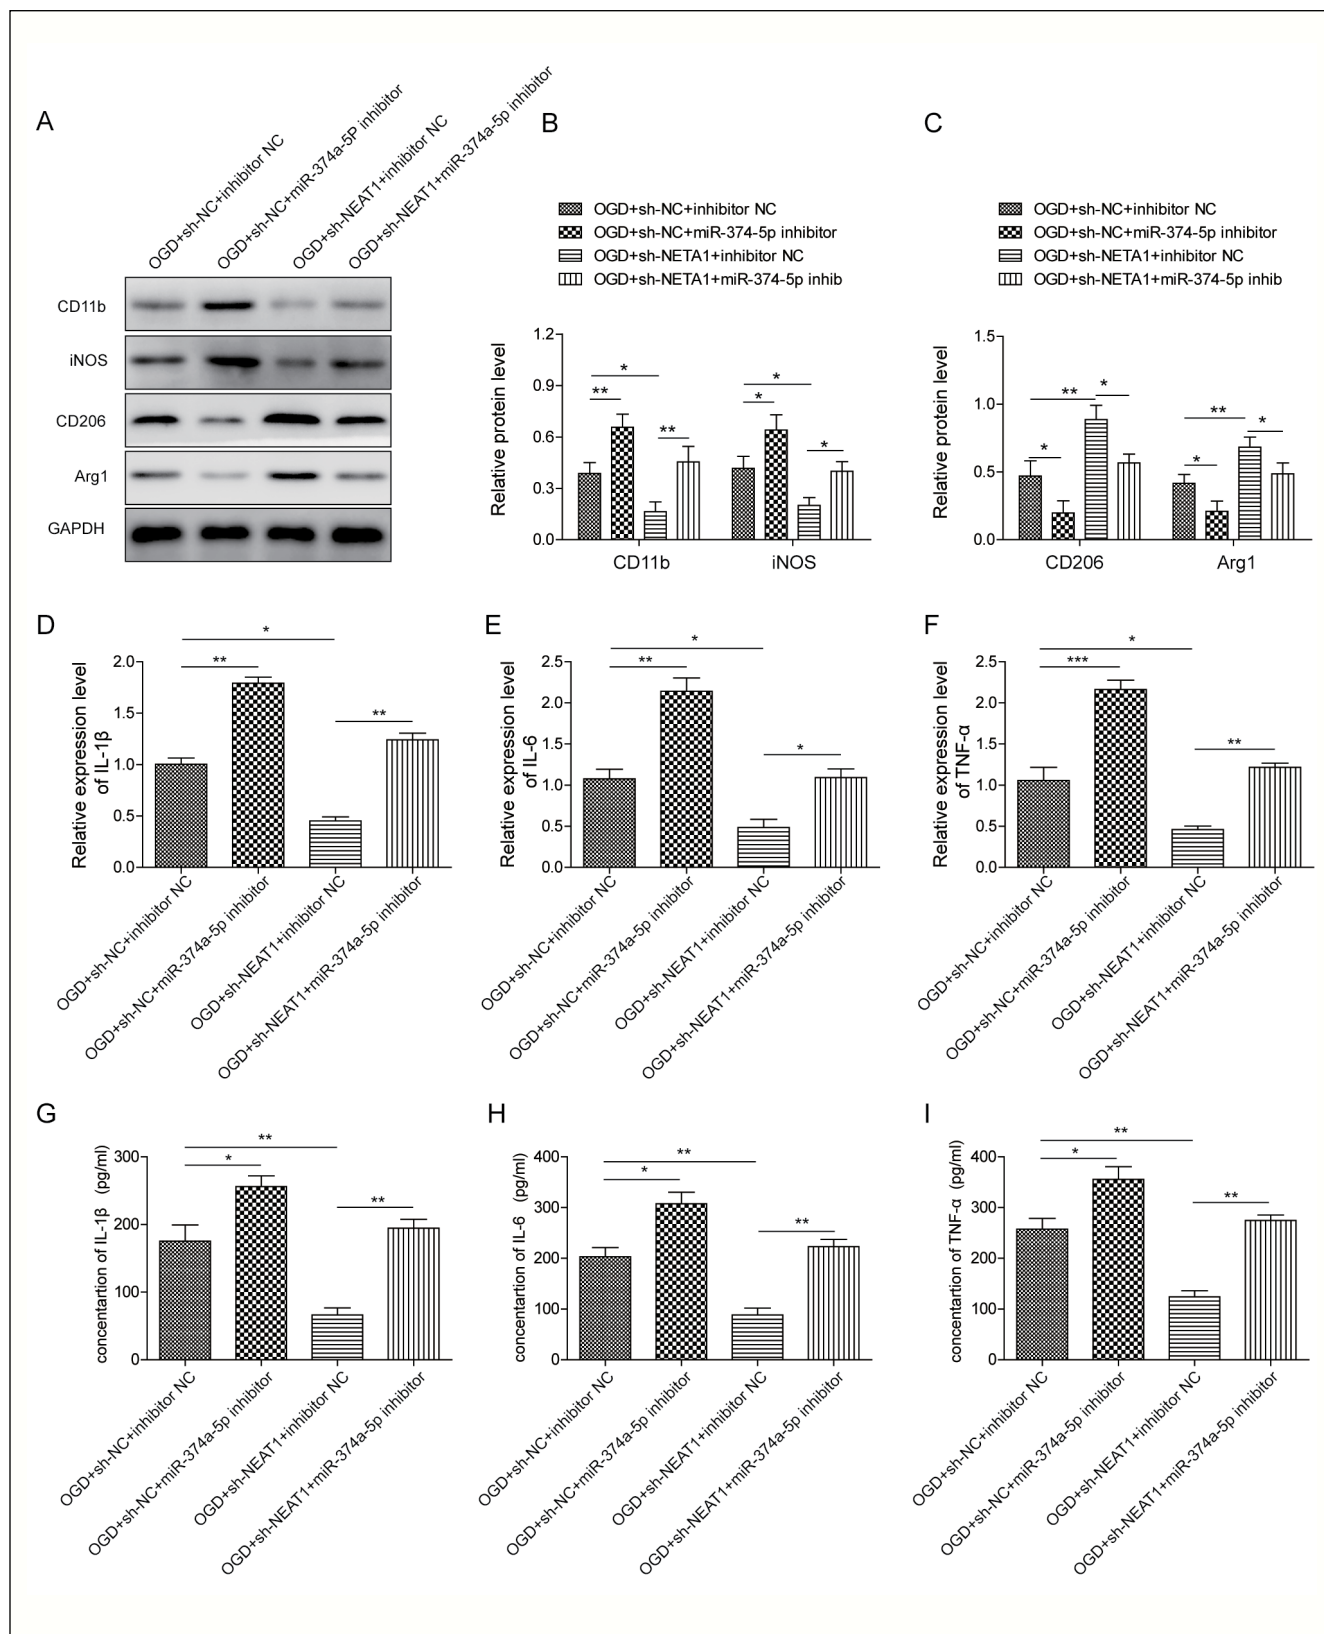 A
OGD+sh-NC+inhibitor NC
OGD+sh-NC+miR-374a-5P inhibitor
OGD+sh-NEAT1+inhibitor NC
OGD+sh-NEAT1+miR-374a-5p inhibitor
CD11b
iNOS
CD206
Arg1
GAPDH
B
OGD+sh-NC+inhibitor NC
OGD+sh-NC+miR-374-5p inhibitor
OGD+sh-NETA1+inhibitor NC
OGD+sh-NETA1+miR-374-5p inhib
Relative protein level
1.2
0.9
0.6
0.3
0.0
* *
** * ** *
CD11b iNOS
C
OGD+sh-NC+inhibitor NC
OGD+sh-NC+miR-374-5p inhibitor
OGD+sh-NETA1+inhibitor NC
OGD+sh-NETA1+miR-374-5p inhib
Relative protein level
1.5
1.0
0.5
0.0
** * ** *
* *
CD206 Arg1
D
Relative expression level
of IL-1β
2.0
1.5
1.0
0.5
0.0
*
**
**
OGD+sh-NC+inhibitor NC
OGD+sh-NC+miR-374a-5p inhibitor
OGD+sh-NEAT1+inhibitor NC
OGD+sh-NEAT1+miR-374a-5p inhibitor
E
Relative expression level
of IL-6
2.5
2.0
1.5
1.0
0.5
0.0
*
**
*
OGD+sh-NC+inhibitor NC
OGD+sh-NC+miR-374a-5p inhibitor
OGD+sh-NEAT1+inhibitor NC
OGD+sh-NEAT1+miR-374a-5p inhibitor
F
Relative expression level
of TNF-α
2.5
2.0
1.5
1.0
0.5
0.0
*
***
**
OGD+sh-NC+inhibitor NC
OGD+sh-NC+miR-374a-5p inhibitor
OGD+sh-NEAT1+inhibitor NC
OGD+sh-NEAT1+miR-374a-5p inhibitor
G
concentartion of IL-1β (pg/ml)
300
200
100
0
**
*
**
OGD+sh-NC+inhibitor NC
OGD+sh-NC+miR-374a-5p inhibitor
OGD+sh-NEAT1+inhibitor NC
OGD+sh-NEAT1+miR-374a-5p inhibitor
H
concentartion of IL-6 (pg/ml)
400
300
200
100
0
**
*
**
OGD+sh-NC+inhibitor NC
OGD+sh-NC+miR-374a-5p inhibitor
OGD+sh-NEAT1+inhibitor NC
OGD+sh-NEAT1+miR-374a-5p inhibitor
I
concentartion of TNF-α (pg/ml)
400
300
200
100
0
**
*
**
OGD+sh-NC+inhibitor NC
OGD+sh-NC+miR-374a-5p inhibitor
OGD+sh-NEAT1+inhibitor NC
OGD+sh-NEAT1+miR-374a-5p inhibitor